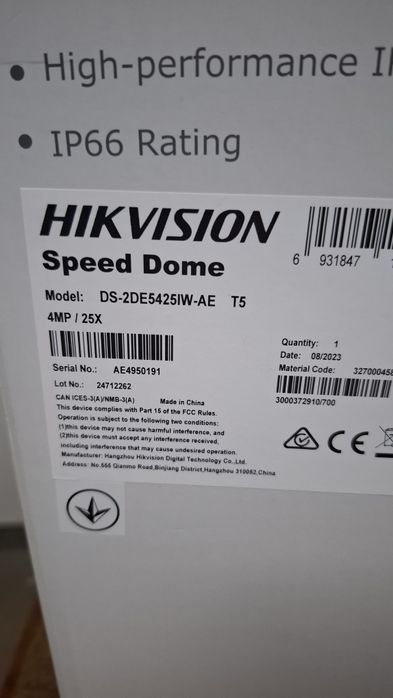 • High-performance
• IP66 Rating
HIKVISION
Speed Dome
Model: DS-2DE5425IW-AE T5
4MP / 25X
6 931847
Quantity: 1
Date: 08/2023
Material Code: 32700045
3000372910/700
Serial No.: AE4950191
Lot No.: 24712262
CAN ICES-3(A)/NMB-3(A) Made in China
This device complies with Part 15 of the FCC Rules.
Operation is subject to the following two conditions:
(1)this device may not cause harmful interference, and
(2)this device must accept any interference received,
including interference that may cause undesired operation.
Manufacturer: Hangzhou Hikvision Digital Technology Co.,Ltd.
Address: No.555 Qianmo Road,Binjiang District,Hangzhou 310052,China
CE